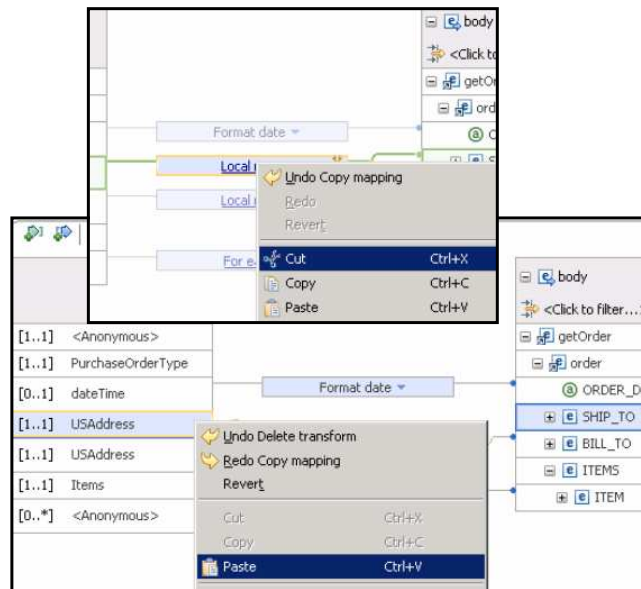 body
<Click to
getO
ord
Format date
Local
Undo Copy mapping
Local
Redo
Revert
For e
Cut Ctrl+X
Copy Ctrl+C
Paste Ctrl+V
body
<Click to filter...
[1..1] <Anonymous>
getOrder
[1..1] PurchaseOrderType
order
[0..1] dateTime
Format date
ORDER_D
[1..1] USAddress
SHIP_TO
Undo Delete transform
BILL_TO
[1..1] USAddress
Redo Copy mapping
ITEMS
[1..1] Items
Revert
ITEM
[0..*] <Anonymous>
Cut Ctrl+X
Copy Ctrl+C
Paste Ctrl+V